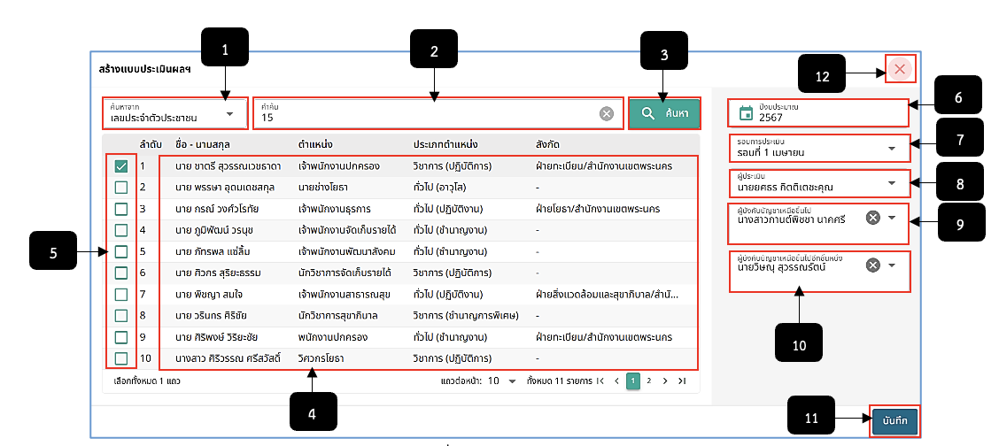 1
2
3
12
สร้างแบบประเมินผลฯ
ค้นหาจาก
เลขประจำตัวประชาชน
คำค้น
15
ค้นหา
ปีงบประมาณ
2567
6
ลำดับ ชื่อ - นามสกุล ตำแหน่ง ประเภทตำแหน่ง สังกัด
รอบการประเมิน
รอบที่ 1 เมษายน
7
1 นาย ชาตรี สุวรรณเวชธาดา เจ้าพนักงานปกครอง วิชาการ (ปฏิบัติการ) ฝ่ายทะเบียน/สำนักงานเขตพระนคร
2 นาย พรรษา อุดมเดชสกุล นายช่างโยธา ทั่วไป (อาวุโส) -
ผู้ประเมิน
นายยศธร กิตติเตชะคุณ
8
3 นาย กรณ์ วงศ์วโรทัย เจ้าพนักงานธุรการ ทั่วไป (ปฏิบัติงาน) ฝ่ายโยธา/สำนักงานเขตพระนคร
4 นาย ภูมิพัฒน์ วรนุช เจ้าพนักงานจัดเก็บรายได้ ทั่วไป (ชำนาญงาน) -
ผู้บังคับบัญชาเหนือขึ้นไป
นางสาวกานต์พิชชา นาคศรี
9
5
5 นาย ภัทรพล แซ่ลิ้ม เจ้าพนักงานพัฒนาสังคม ทั่วไป (ชำนาญงาน) -
6 นาย ศิวกร สุริยะธรรม นักวิชาการจัดเก็บรายได้ วิชาการ (ปฏิบัติการ) -
ผู้บังคับบัญชาเหนือขึ้นไปอีกชั้นหนึ่ง
นายวิษณุ สุวรรณรัตน์
7 นาย พิชญา สมใจ เจ้าพนักงานสาธารณสุข ทั่วไป (ปฏิบัติงาน) ฝ่ายสิ่งแวดล้อมและสุขาภิบาล/สำนั...
8 นาย วรินทร ศิริชัย นักวิชาการสุขาภิบาล วิชาการ (ชำนาญการพิเศษ) -
9 นาย ศิริพงษ์ วิริยะชัย พนักงานปกครอง ทั่วไป (ชำนาญงาน) ฝ่ายทะเบียน/สำนักงานเขตพระนคร
10
10 นางสาว ศิริวรรณ ศรีสวัสดิ์ วิศวกรโยธา วิชาการ (ปฏิบัติการ) -
เลือกทั้งหมด 1 แถว แถวต่อหน้า: 10 ทั้งหมด 11 รายการ 1 2
4
11
บันทึก